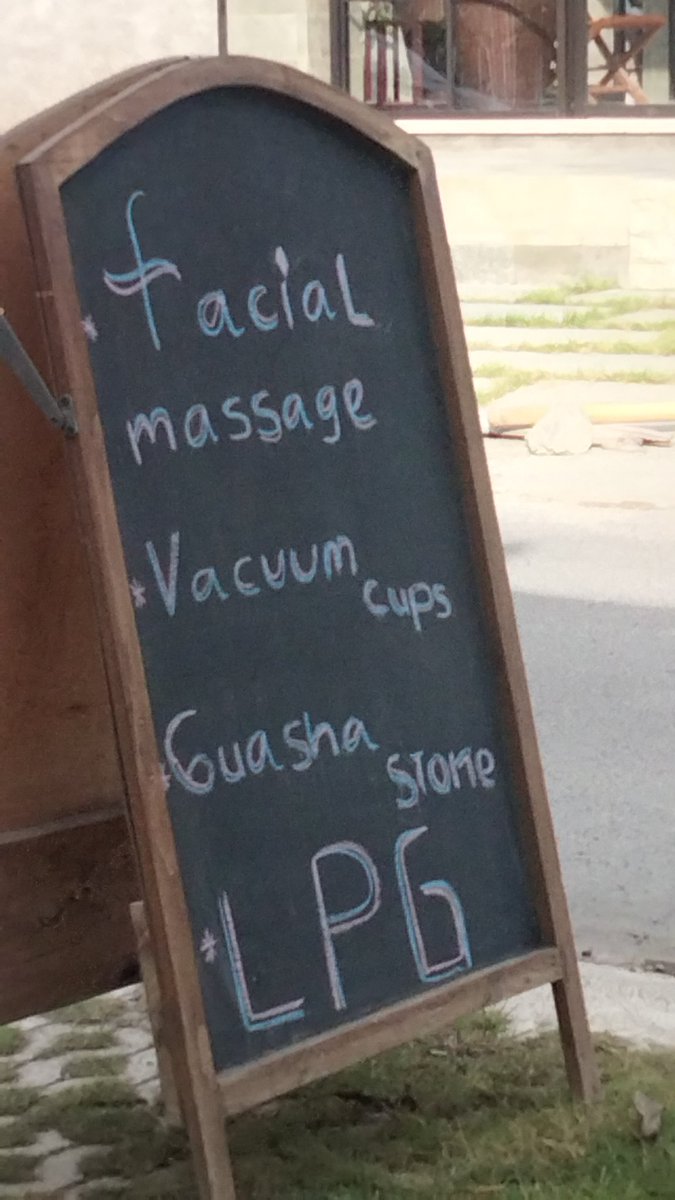 * facial
massage
* Vacuum
cups
* Guasha
stone
* LPG